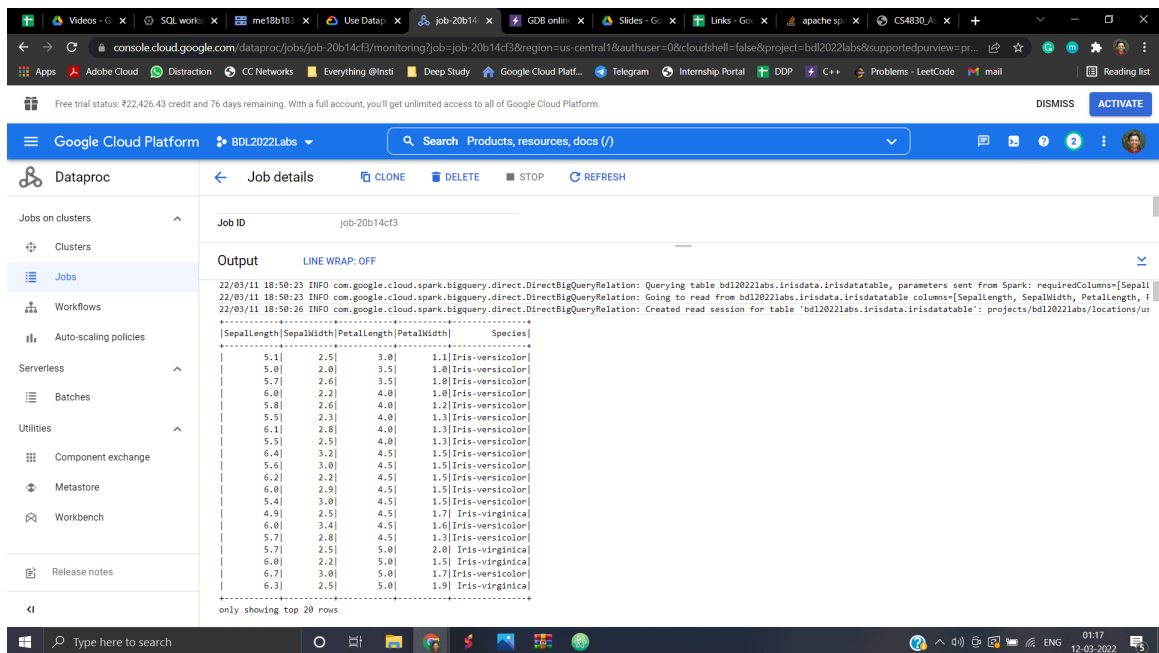 Videos - G
SQL works
me18b183
Use Datapr
job-20b14
GDB online
Slides - Go
Links - Goo
apache spa
CS4830_As
console.cloud.google.com/dataproc/jobs/job-20b14cf3/monitoring?job=job-20b14cf3&region=us-central1&authuser=0&cloudshell=false&project=bdl2022labs&supportedpurview=pr...
Apps Adobe Cloud Distraction CC Networks Everything @Insti Deep Study Google Cloud Platf... Telegram Internship Portal DDP C++ Problems - LeetCode mail Reading list
Free trial status: ₹22,426.43 credit and 76 days remaining. With a full account, you'll get unlimited access to all of Google Cloud Platform.
DISMISS ACTIVATE
Google Cloud Platform BDL2022Labs Search Products, resources, docs (/) 2
Dataproc
Job details CLONE DELETE STOP REFRESH
Jobs on clusters
Clusters
Jobs
Workflows
Auto-scaling policies
Serverless
Batches
Utilities
Component exchange
Metastore
Workbench
Release notes
Job ID job-20b14cf3
Output LINE WRAP: OFF
22/03/11 18:50:23 INFO com.google.cloud.spark.bigquery.direct.DirectBigQueryRelation: Querying table bdl2022labs.irisdata.irisdatatable, parameters sent from Spark: requiredColumns=[SepalL
22/03/11 18:50:23 INFO com.google.cloud.spark.bigquery.direct.DirectBigQueryRelation: Going to read from bdl2022labs.irisdata.irisdatatable columns=[SepalLength, SepalWidth, PetalLength, P
22/03/11 18:50:26 INFO com.google.cloud.spark.bigquery.direct.DirectBigQueryRelation: Created read session for table 'bdl2022labs.irisdata.irisdatatable': projects/bdl2022labs/locations/us
+-----------+----------+-----------+----------+---------------+
|SepalLength|SepalWidth|PetalLength|PetalWidth|        Species|
+-----------+----------+-----------+----------+---------------+
|        5.1|       2.5|        3.0|       1.1|Iris-versicolor|
|        5.0|       2.0|        3.5|       1.0|Iris-versicolor|
|        5.7|       2.6|        3.5|       1.0|Iris-versicolor|
|        6.0|       2.2|        4.0|       1.0|Iris-versicolor|
|        5.8|       2.6|        4.0|       1.2|Iris-versicolor|
|        5.5|       2.3|        4.0|       1.3|Iris-versicolor|
|        6.1|       2.8|        4.0|       1.3|Iris-versicolor|
|        5.5|       2.5|        4.0|       1.3|Iris-versicolor|
|        6.4|       3.2|        4.5|       1.5|Iris-versicolor|
|        5.6|       3.0|        4.5|       1.5|Iris-versicolor|
|        6.2|       2.2|        4.5|       1.5|Iris-versicolor|
|        6.0|       2.9|        4.5|       1.5|Iris-versicolor|
|        5.4|       3.0|        4.5|       1.5|Iris-versicolor|
|        4.9|       2.5|        4.5|       1.7| Iris-virginica|
|        6.0|       3.4|        4.5|       1.6|Iris-versicolor|
|        5.7|       2.8|        4.5|       1.3|Iris-versicolor|
|        5.7|       2.5|        5.0|       2.0| Iris-virginica|
|        6.0|       2.2|        5.0|       1.5| Iris-virginica|
|        6.7|       3.0|        5.0|       1.7|Iris-versicolor|
|        6.3|       2.5|        5.0|       1.9| Iris-virginica|
+-----------+----------+-----------+----------+---------------+
only showing top 20 rows
Type here to search
ENG
01:17
12-03-2022
5